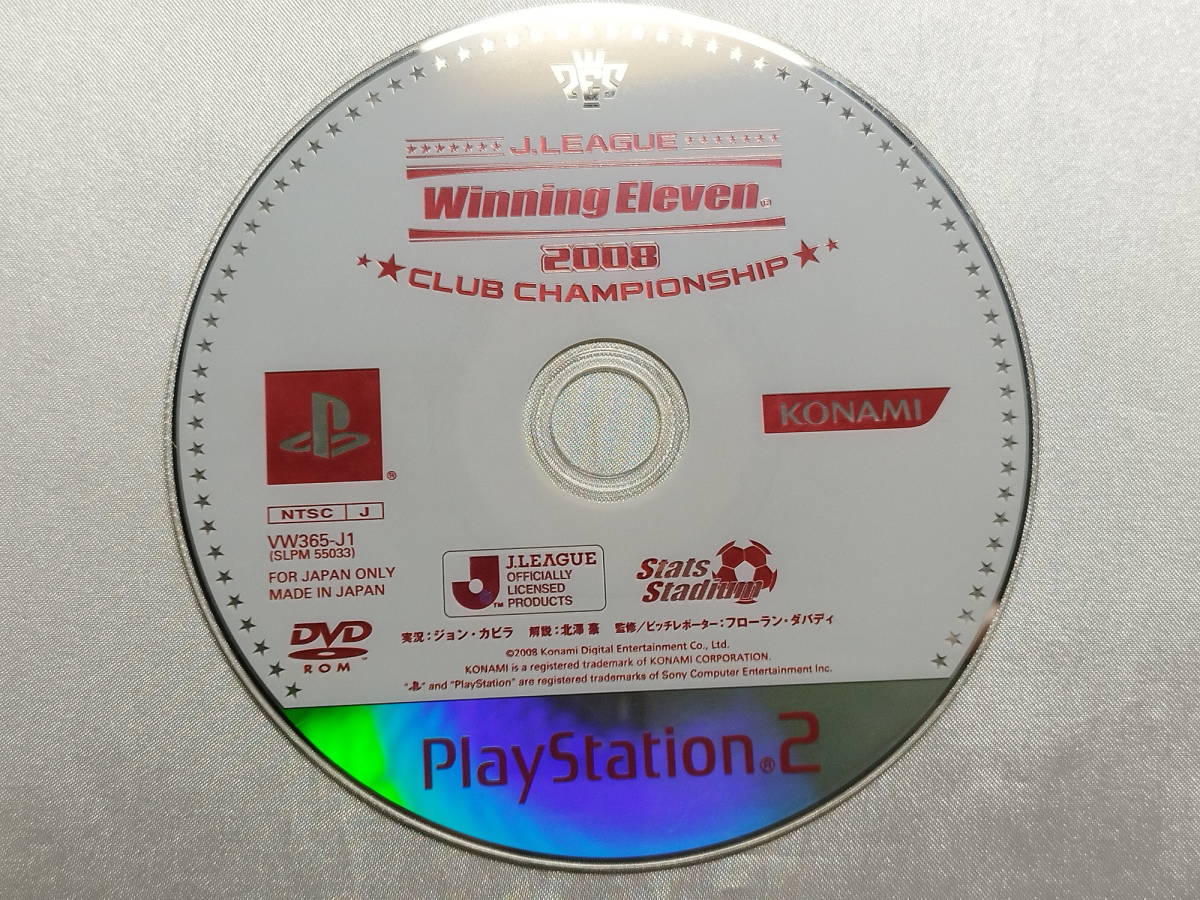 J.LEAGUE
Winning Eleven®
2008
CLUB CHAMPIONSHIP
KONAMI
®
NTSC J
VW365-J1
(SLPM 55033)
FOR JAPAN ONLY
MADE IN JAPAN
J.LEAGUE
OFFICIALLY
LICENSED
PRODUCTS
J
TM
Stats
Stadium
DVD
ROM
実況:ジョン・カビラ 解説:北澤 豪 監修/ピッチレポーター:フローラン・ダバディ
©2008 Konami Digital Entertainment Co., Ltd.
KONAMI is a registered trademark of KONAMI CORPORATION.
" " and "PlayStation" are registered trademarks of Sony Computer Entertainment Inc.
PlayStation®2